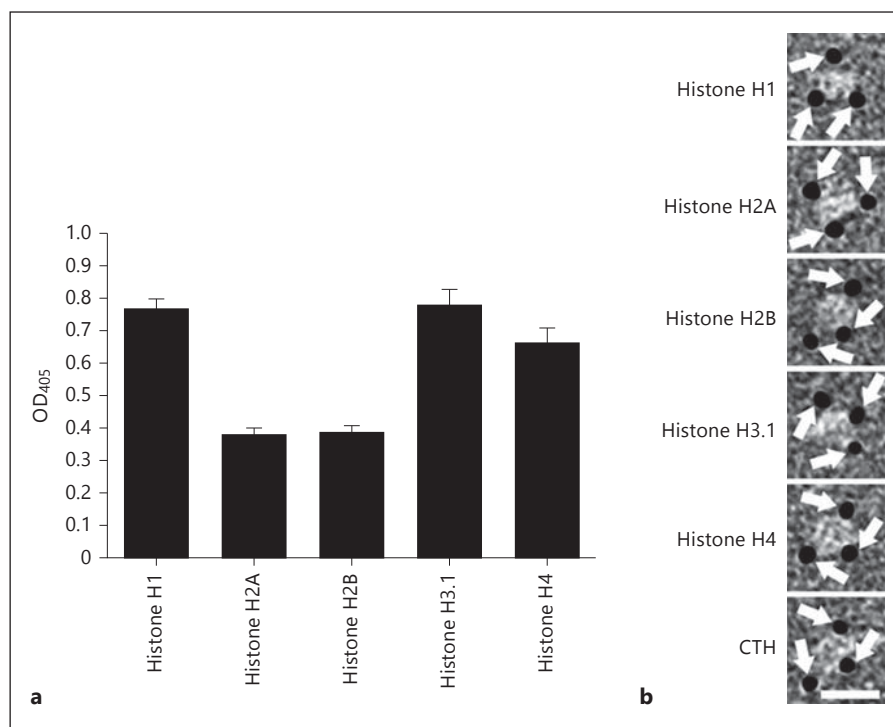 OD405
1.0
0.9
0.8
0.7
0.6
0.5
0.4
0.3
0.2
0.1
0
Histone H1
Histone H2A
Histone H2B
Histone H3.1
Histone H4
a
Histone H1
Histone H2A
Histone H2B
Histone H3.1
Histone H4
CTH
b